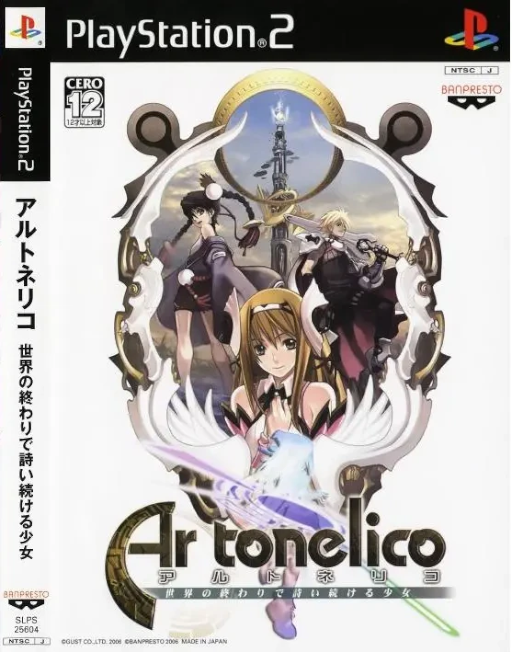 PlayStation.2
PlayStation.2
CERO
12
12才以上対象
NTSC J
BANPRESTO
アルトネリコ
世界の終わりで詩い続ける少女
Ar tonelico
アルトネリコ
世界の終わりで詩い続ける少女
BANPRESTO
SLPS
25604
NTSC J
©GUST CO.,LTD. 2006 ©BANPRESTO 2006 MADE IN JAPAN